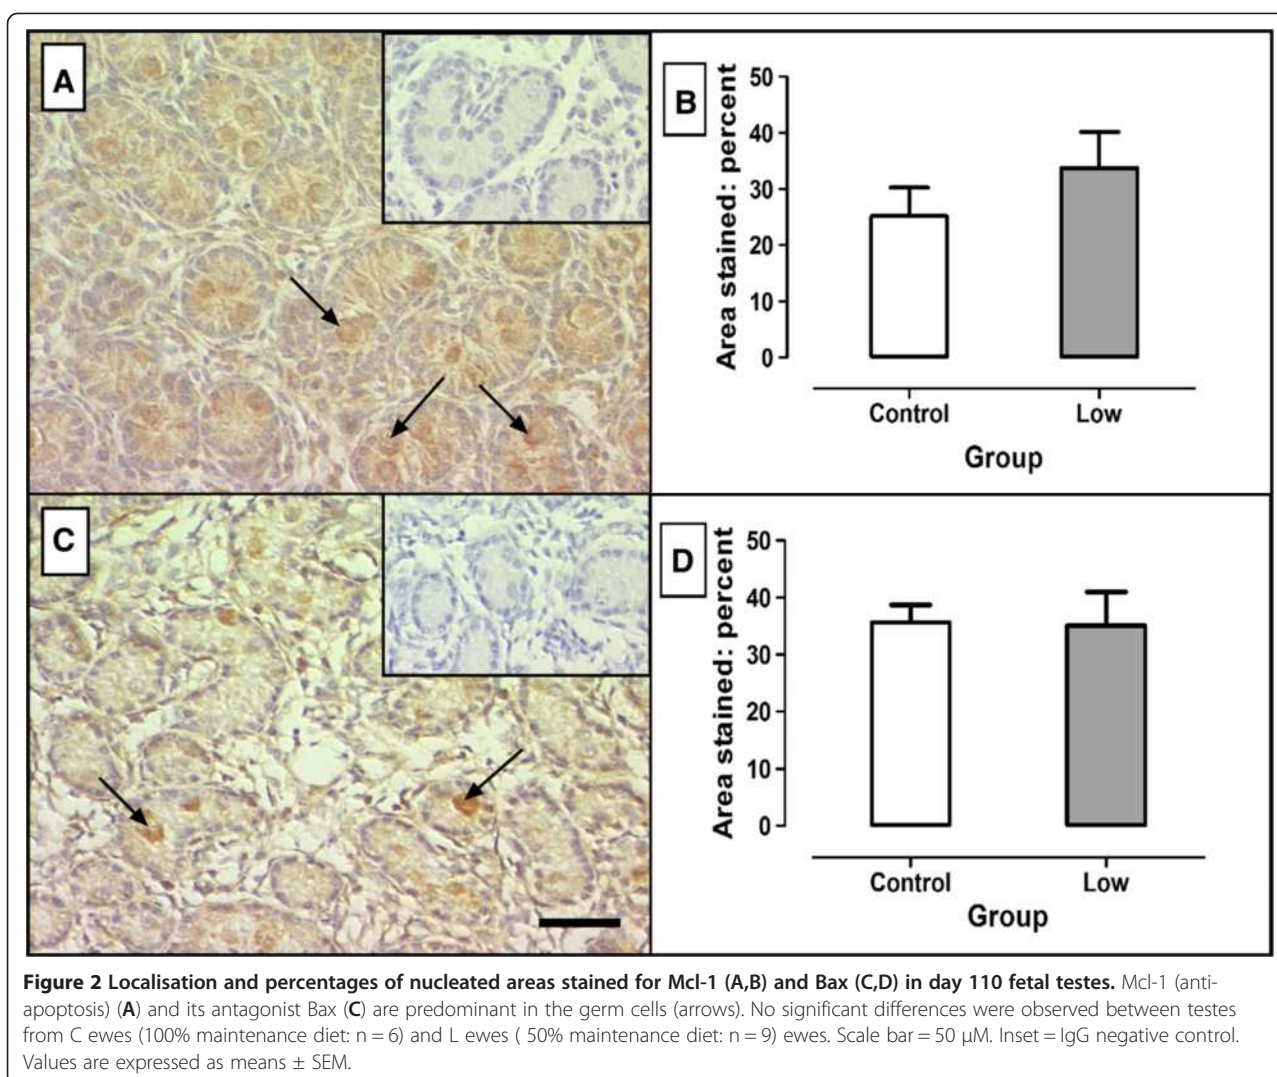 A
B
Area stained: percent
50
40
30
20
10
0
Control
Low
Group
C
D
Area stained: percent
50
40
30
20
10
0
Control
Low
Group
Figure 2 Localisation and percentages of nucleated areas stained for Mcl-1 (A,B) and Bax (C,D) in day 110 fetal testes. Mcl-1 (anti-
apoptosis) (A) and its antagonist Bax (C) are predominant in the germ cells (arrows). No significant differences were observed between testes
from C ewes (100% maintenance diet: n = 6) and L ewes ( 50% maintenance diet: n = 9) ewes. Scale bar = 50 μM. Inset = IgG negative control.
Values are expressed as means ± SEM.